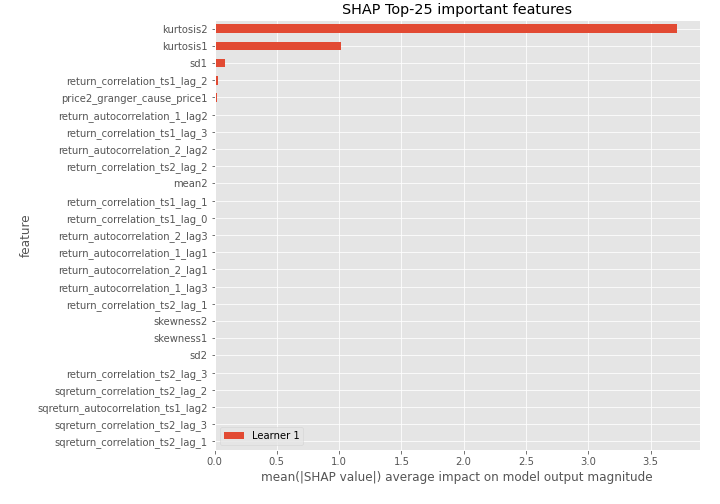 SHAP Top-25 important features
kurtosis2
kurtosis1
sd1
return_correlation_ts1_lag_2
price2_granger_cause_price1
return_autocorrelation_1_lag2
return_correlation_ts1_lag_3
return_autocorrelation_2_lag2
return_correlation_ts2_lag_2
mean2
return_correlation_ts1_lag_1
return_correlation_ts1_lag_0
return_autocorrelation_2_lag3
return_autocorrelation_1_lag1
return_autocorrelation_2_lag1
return_autocorrelation_1_lag3
return_correlation_ts2_lag_1
skewness2
skewness1
sd2
return_correlation_ts2_lag_3
sqreturn_correlation_ts2_lag_2
sqreturn_autocorrelation_ts1_lag2
sqreturn_correlation_ts2_lag_3
sqreturn_correlation_ts2_lag_1
feature
Learner 1
0.0 0.5 1.0 1.5 2.0 2.5 3.0 3.5
mean(|SHAP value|) average impact on model output magnitude